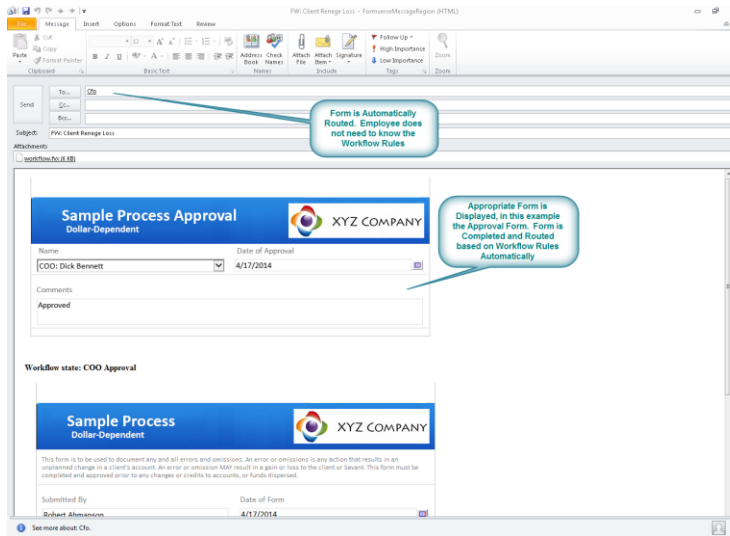 FW: Client Renege Loss - FormverseMessageRegion (HTML)
File Message Insert Options Format Text Review
Cut
Copy
Format Painter
Paste
B I U
Address Book
Check Names
Attach File
Attach Item
Signature
Follow Up
High Importance
Low Importance
Zoom
Clipboard Basic Text Names Include Tags Zoom
Send
To... Cfo
Cc...
Bcc...
Subject: FW: Client Renege Loss
Attachments
workflow.fvx (6 KB)
Form is Automatically
Routed. Employee does
not need to know the
Workflow Rules
Sample Process Approval
Dollar-Dependent
XYZ COMPANY
Name Date of Approval
COO: Dick Bennett 4/17/2014
Comments
Approved
Appropriate Form is
Displayed, in this example
the Approval Form. Form is
Completed and Routed
based on Workflow Rules
Automatically
Workflow state: COO Approval
Sample Process
Dollar-Dependent
XYZ COMPANY
This form is to be used to document any and all errors and omissions. An error or omissions is any action that results in an
unplanned change in a client's account. An error or omission MAY result in a gain or loss to the client or Savant. This form must be
completed and approved prior to any changes or credits to accounts, or funds dispersed.
Submitted By Date of Form
Robert Ahmanson 4/17/2014
See more about: Cfo.